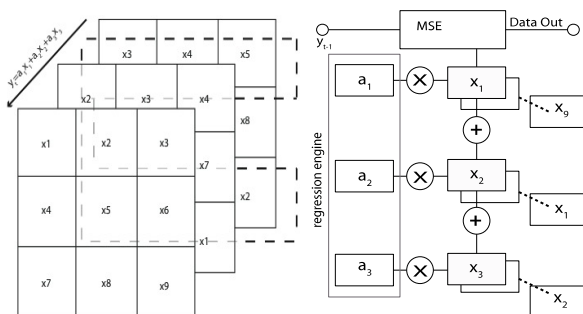 y_t=a_1x_1+a_2x_2+a_3x_3
x3 x4 x5
x2 x3 x4
x8
x1 x2 x3
x7
x2
x4 x5 x6
x1
x7 x8 x9
MSE
Data Out
y_t-1
regression engine
a_1 x_1
x_9
+
a_2 x_2
x_1
+
a_3 x_3
x_2